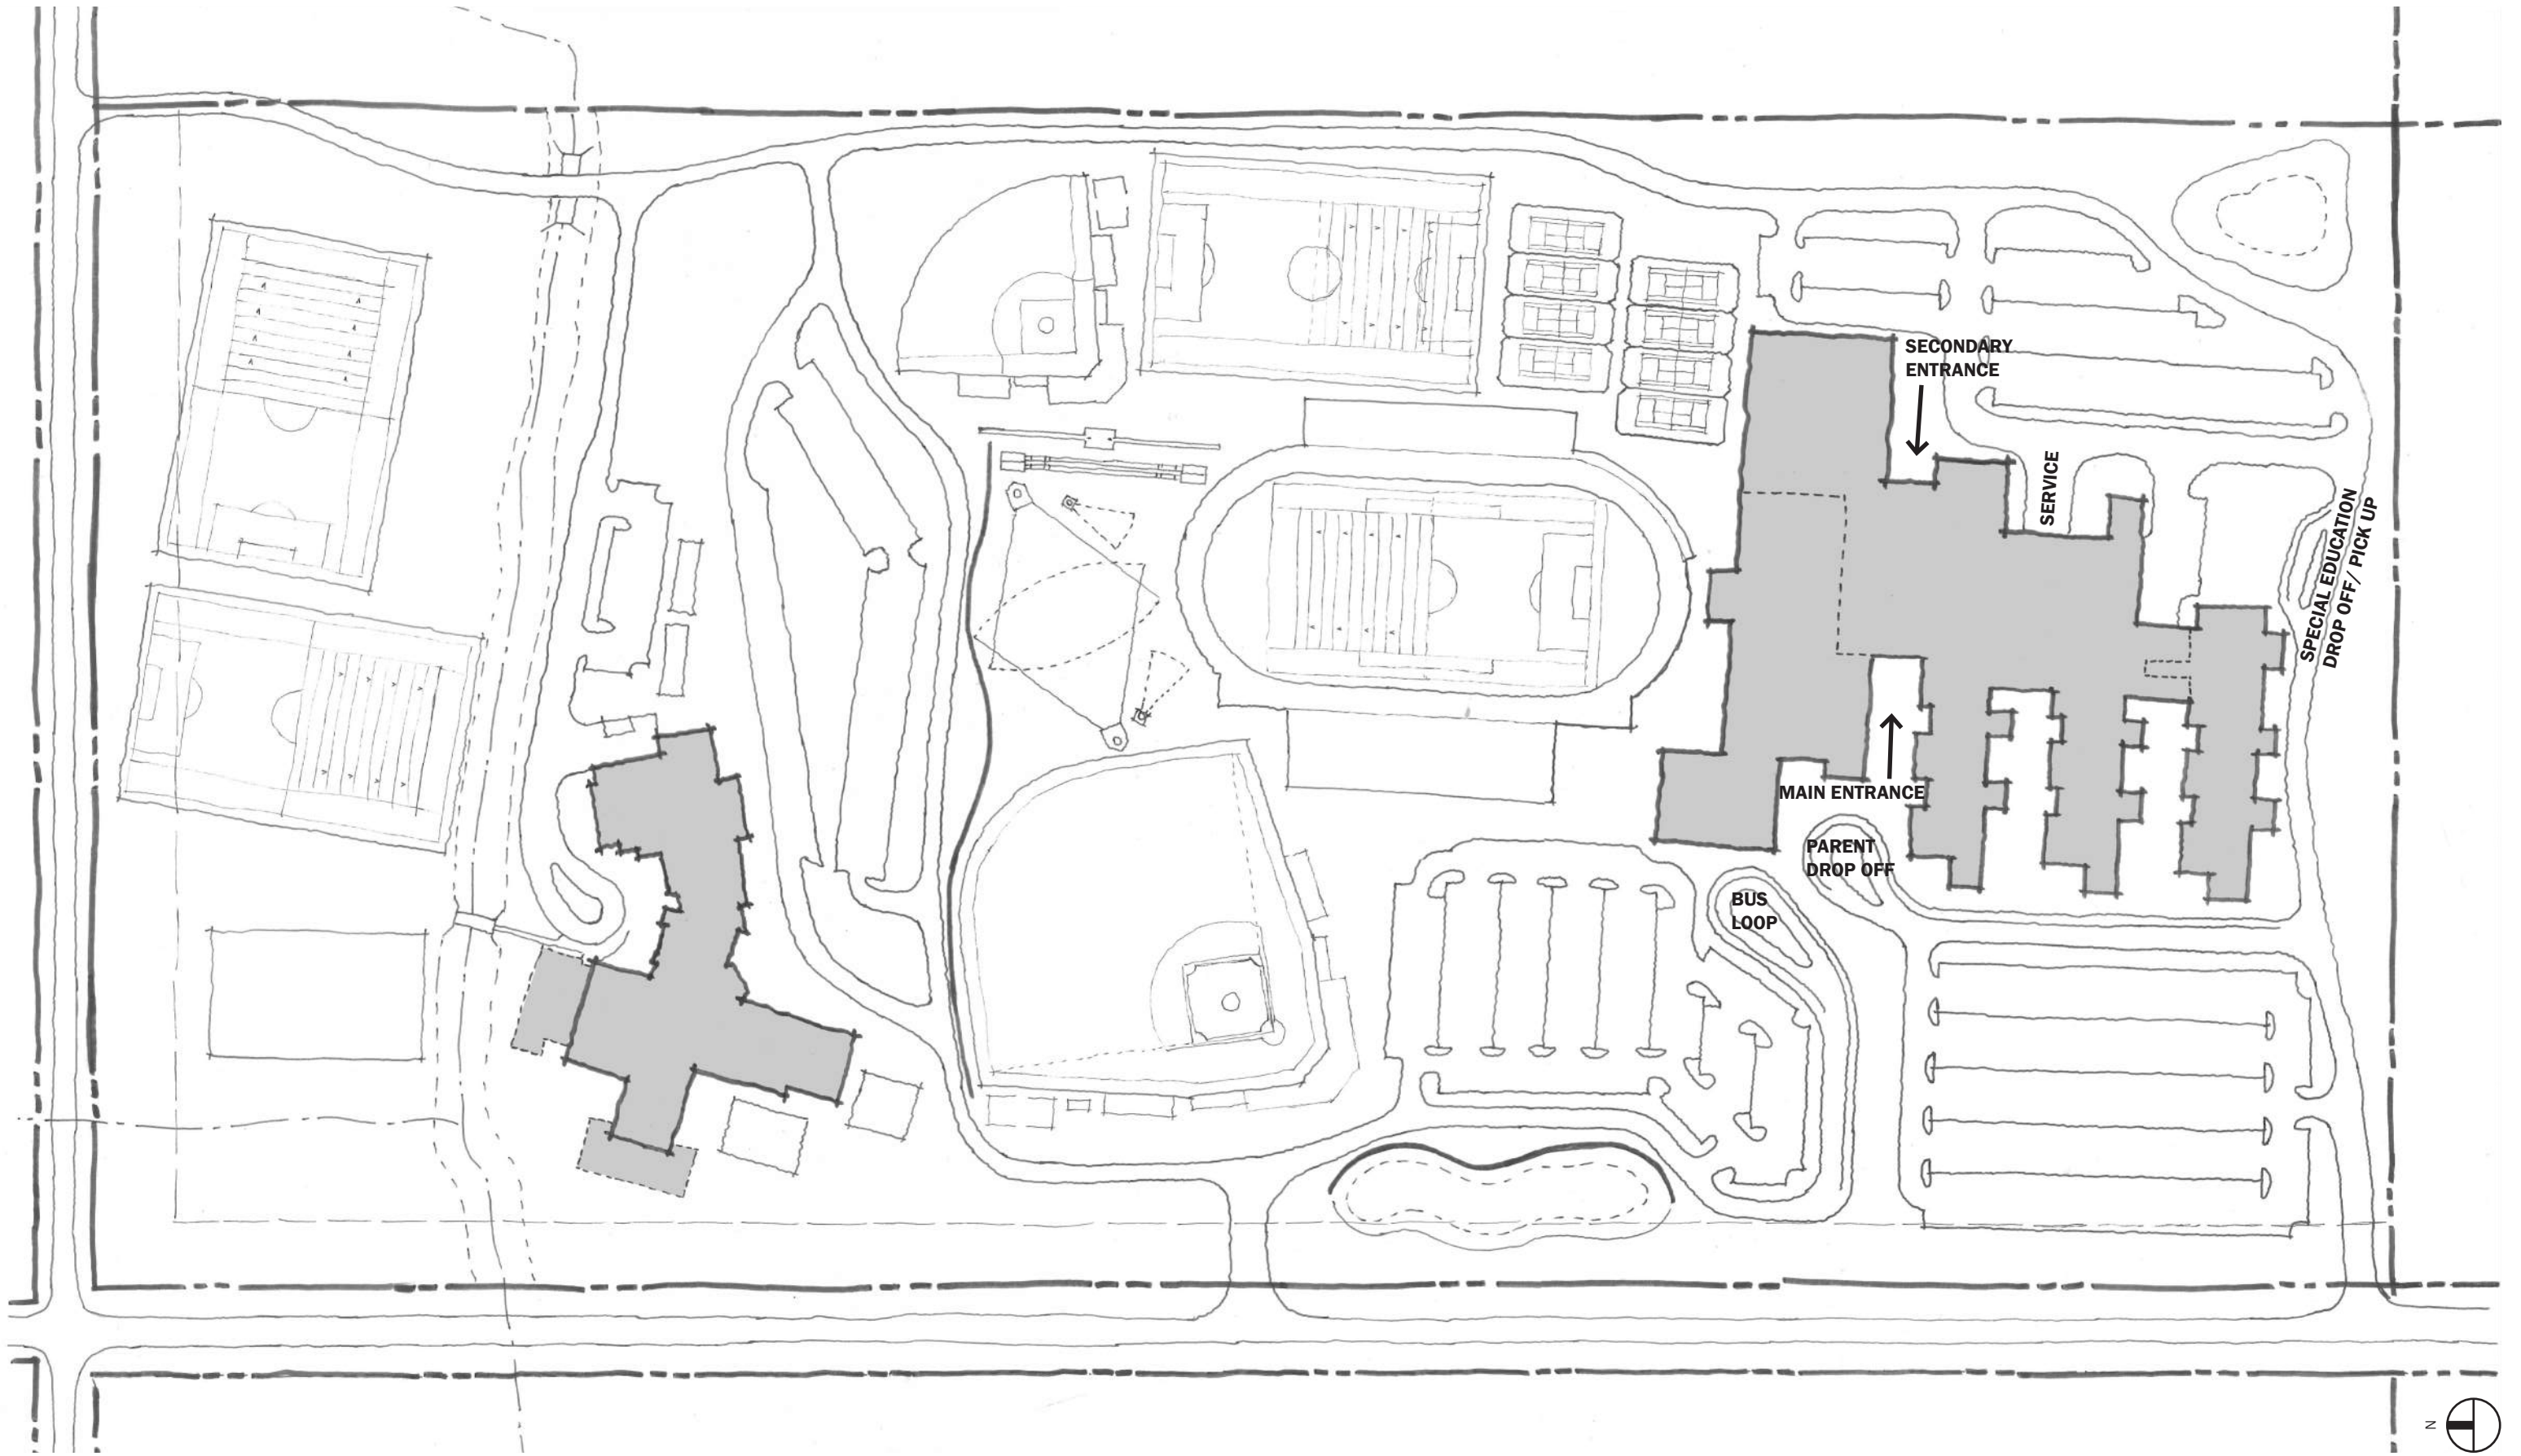 SECONDARY
ENTRANCE
SERVICE
SPECIAL EDUCATION
DROP OFF/ PICK UP
MAIN ENTRANCE
PARENT
DROP OFF
BUS
LOOP
N